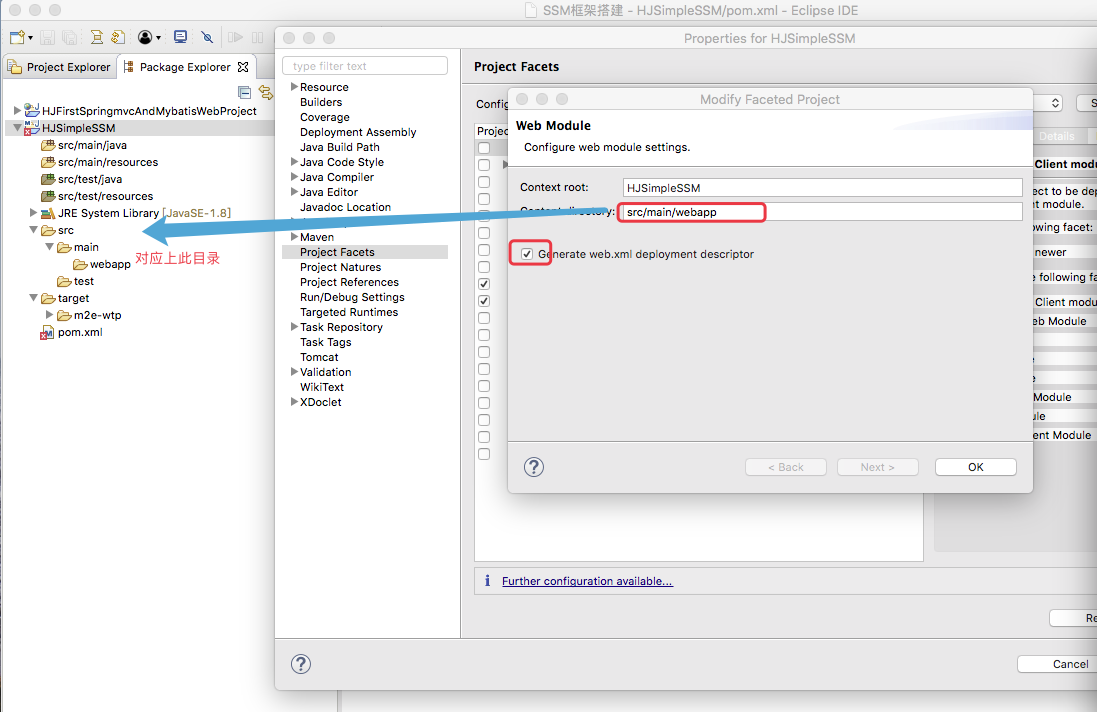 SSM框架搭建 - HJSimpleSSM/pom.xml - Eclipse IDE
Project Explorer
Package Explorer
HJFirstSpringmvcAndMybatisWebProject
HJSimpleSSM
src/main/java
src/main/resources
src/test/java
src/test/resources
JRE System Library [JavaSE-1.8]
src
main
webapp
对应上此目录
test
target
m2e-wtp
pom.xml
Properties for HJSimpleSSM
type filter text
Resource
Builders
Coverage
Deployment Assembly
Java Build Path
Java Code Style
Java Compiler
Java Editor
Javadoc Location
Maven
Project Facets
Project Natures
Project References
Run/Debug Settings
Targeted Runtimes
Task Repository
Task Tags
Tomcat
Validation
WikiText
XDoclet
Project Facets
Modify Faceted Project
Web Module
Configure web module settings.
Context root:
HJSimpleSSM
Content directory:
src/main/webapp
Generate web.xml deployment descriptor
< Back
Next >
OK
Details
Client modu
ect to be dep
nt module.
owing facet:
newer
e following fa
Client modu
eb Module
Module
ule
ent Module
Further configuration available...
Re
Cancel